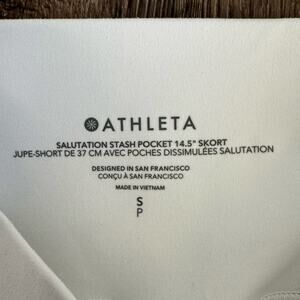 ATHLETA
SALUTATION STASH POCKET 14.5" SKORT
JUPE-SHORT DE 37 CM AVEC POCHES DISSIMULÉES SALUTATION
DESIGNED IN SAN FRANCISCO
CONÇU À SAN FRANCISCO
MADE IN VIETNAM
S
P